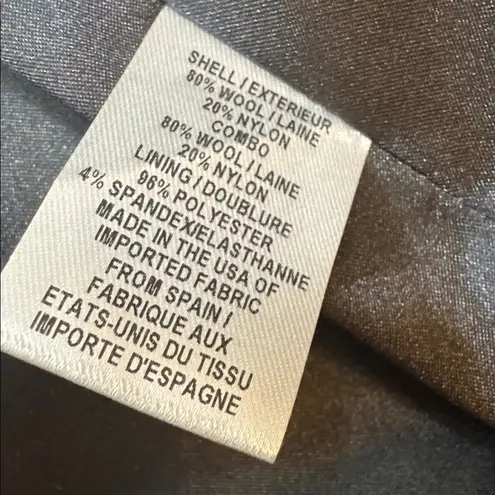 SHELL / EXTERIEUR
80% WOOL / LAINE
20% NYLON
COMBO
80% WOOL / LAINE
20% NYLON
LINING / DOUBLURE
96% POLYESTER
4% SPANDEX/ELASTHANNE
MADE IN THE USA OF
IMPORTED FABRIC
FROM SPAIN /
FABRIQUE AUX
ETATS-UNIS DU TISSU
IMPORTE D'ESPAGNE